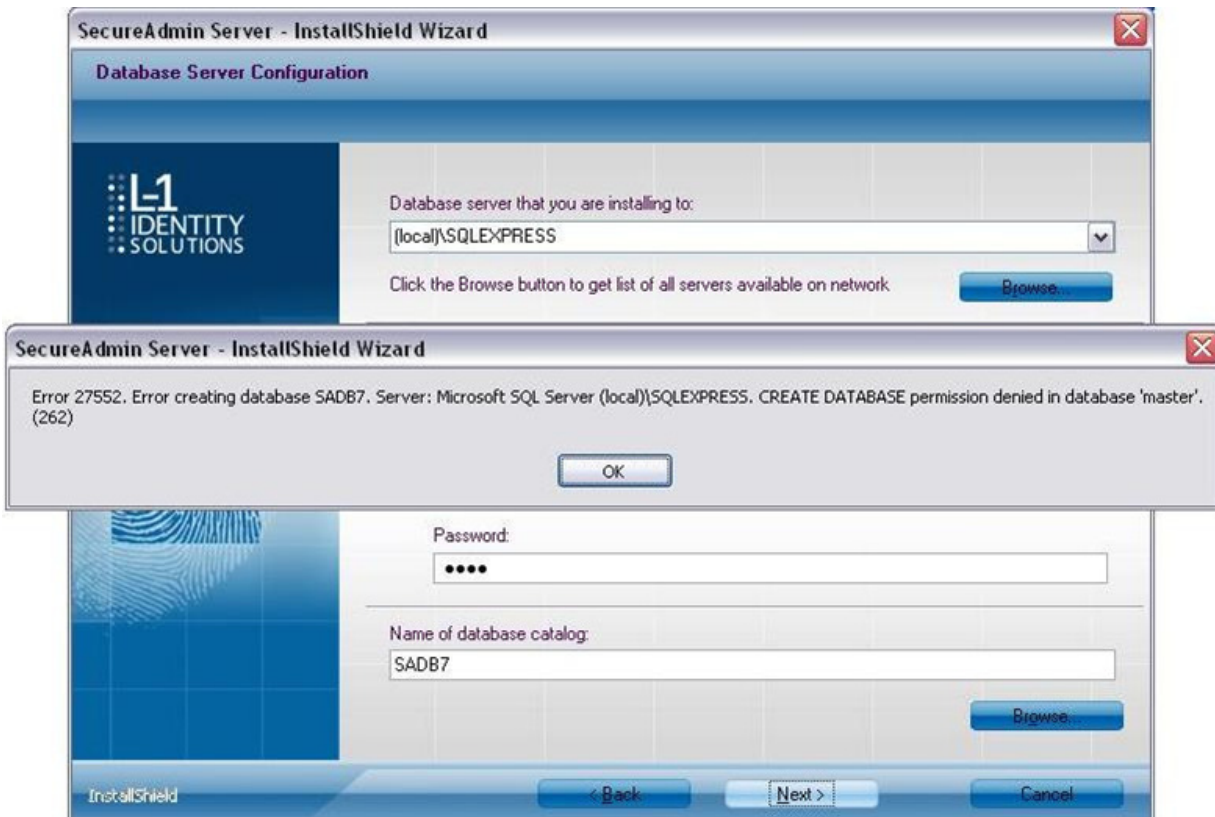 SecureAdmin Server - InstallShield Wizard
Database Server Configuration
L-1
IDENTITY
SOLUTIONS
Database server that you are installing to:
(local)\SQLEXPRESS
Click the Browse button to get list of all servers available on network
Browse...
SecureAdmin Server - InstallShield Wizard
Error 27552. Error creating database SADB7. Server: Microsoft SQL Server (local)\SQLEXPRESS. CREATE DATABASE permission denied in database 'master'.
(262)
OK
Password:
••••
Name of database catalog:
SADB7
Browse...
InstallShield
< Back
Next >
Cancel